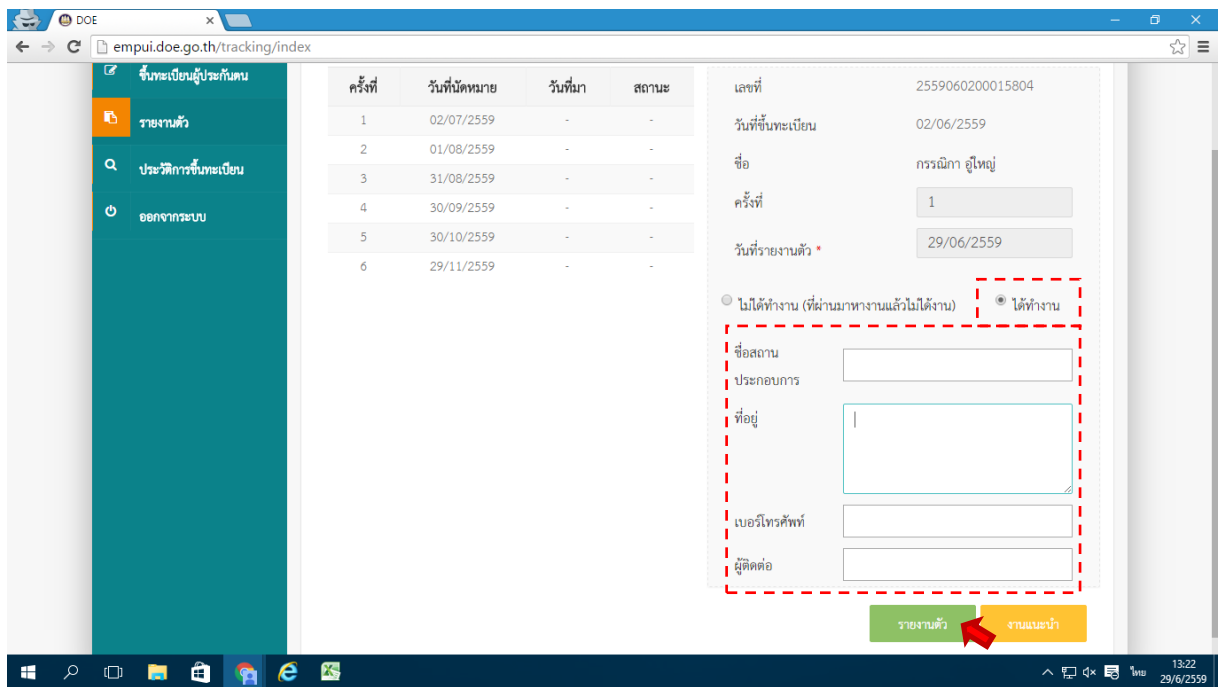 DOE
empui.doe.go.th/tracking/index
ขึ้นทะเบียนผู้ประกันตน
รายงานตัว
ประวัติการขึ้นทะเบียน
ออกจากระบบ
ครั้งที่ วันที่นัดหมาย วันที่มา สถานะ
1 02/07/2559 - -
2 01/08/2559 - -
3 31/08/2559 - -
4 30/09/2559 - -
5 30/10/2559 - -
6 29/11/2559 - -
เลขที่ 2559060200015804
วันที่ขึ้นทะเบียน 02/06/2559
ชื่อ กรรณิกา อู่ใหญ่
ครั้งที่ 1
วันที่รายงานตัว * 29/06/2559
ไม่ได้ทำงาน (ที่ผ่านมาหางานแล้วไม่ได้งาน) ได้ทำงาน
ชื่อสถาน
ประกอบการ
ที่อยู่
เบอร์โทรศัพท์
ผู้ติดต่อ
รายงานตัว งานแนะนำ
ไทย 13:22
29/6/2559